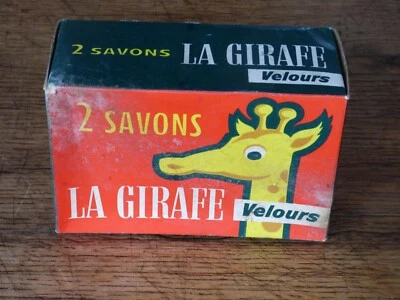 2 SAVONS LA GIRAFE
Velours
2 SAVONS
LA GIRAFE Velours